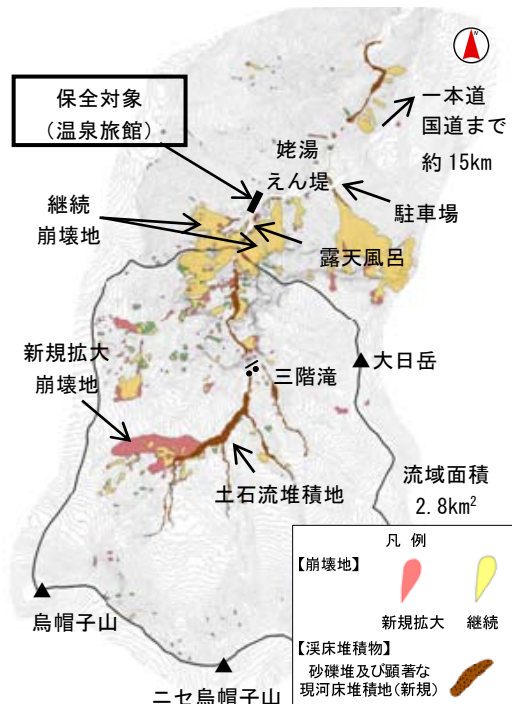 N
保全対象
（温泉旅館）
一本道
国道まで
約15km
姥湯
えん堤
駐車場
継続
崩壊地
露天風呂
新規拡大
崩壊地
三階滝
大日岳
土石流堆積地
流域面積
2.8km²
烏帽子山
ニセ烏帽子山
凡 例
【崩壊地】
新規拡大 継続
【渓床堆積物】
砂礫堆及び顕著な
現河床堆積地(新規)